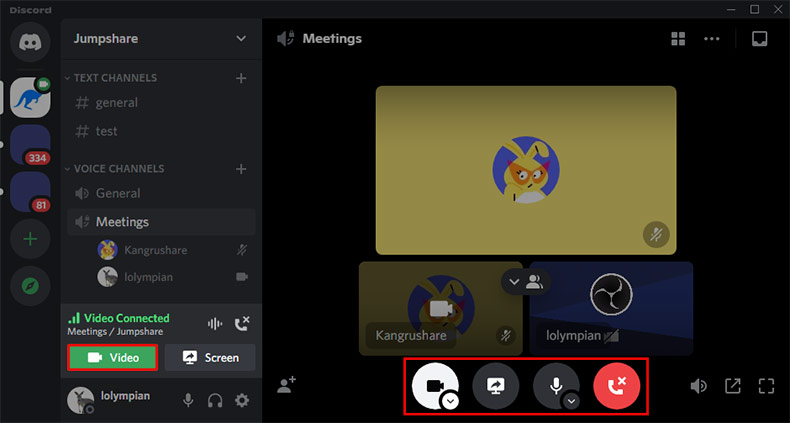 Discord
Jumpshare
TEXT CHANNELS
general
test
VOICE CHANNELS
General
Meetings
Kangrushare
lolympian
334
81
Video Connected
Meetings / Jumpshare
Video
Screen
lolympian
Meetings
Kangrushare
lolympian